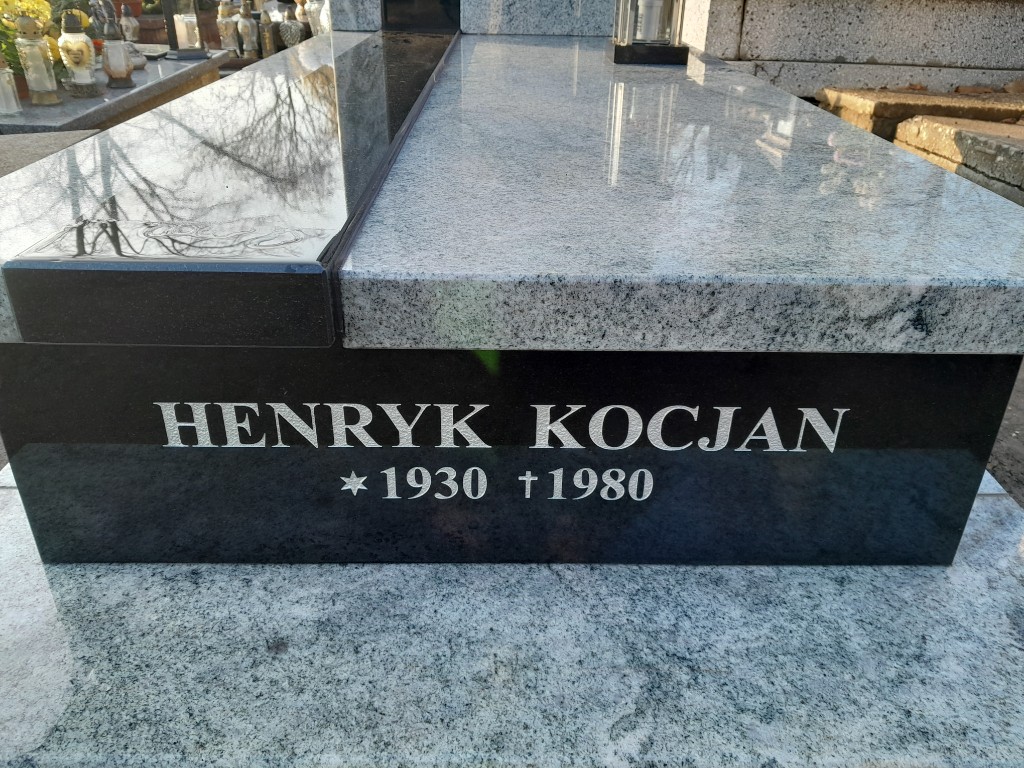 HENRYK KOCJAN
* 1930 † 1980